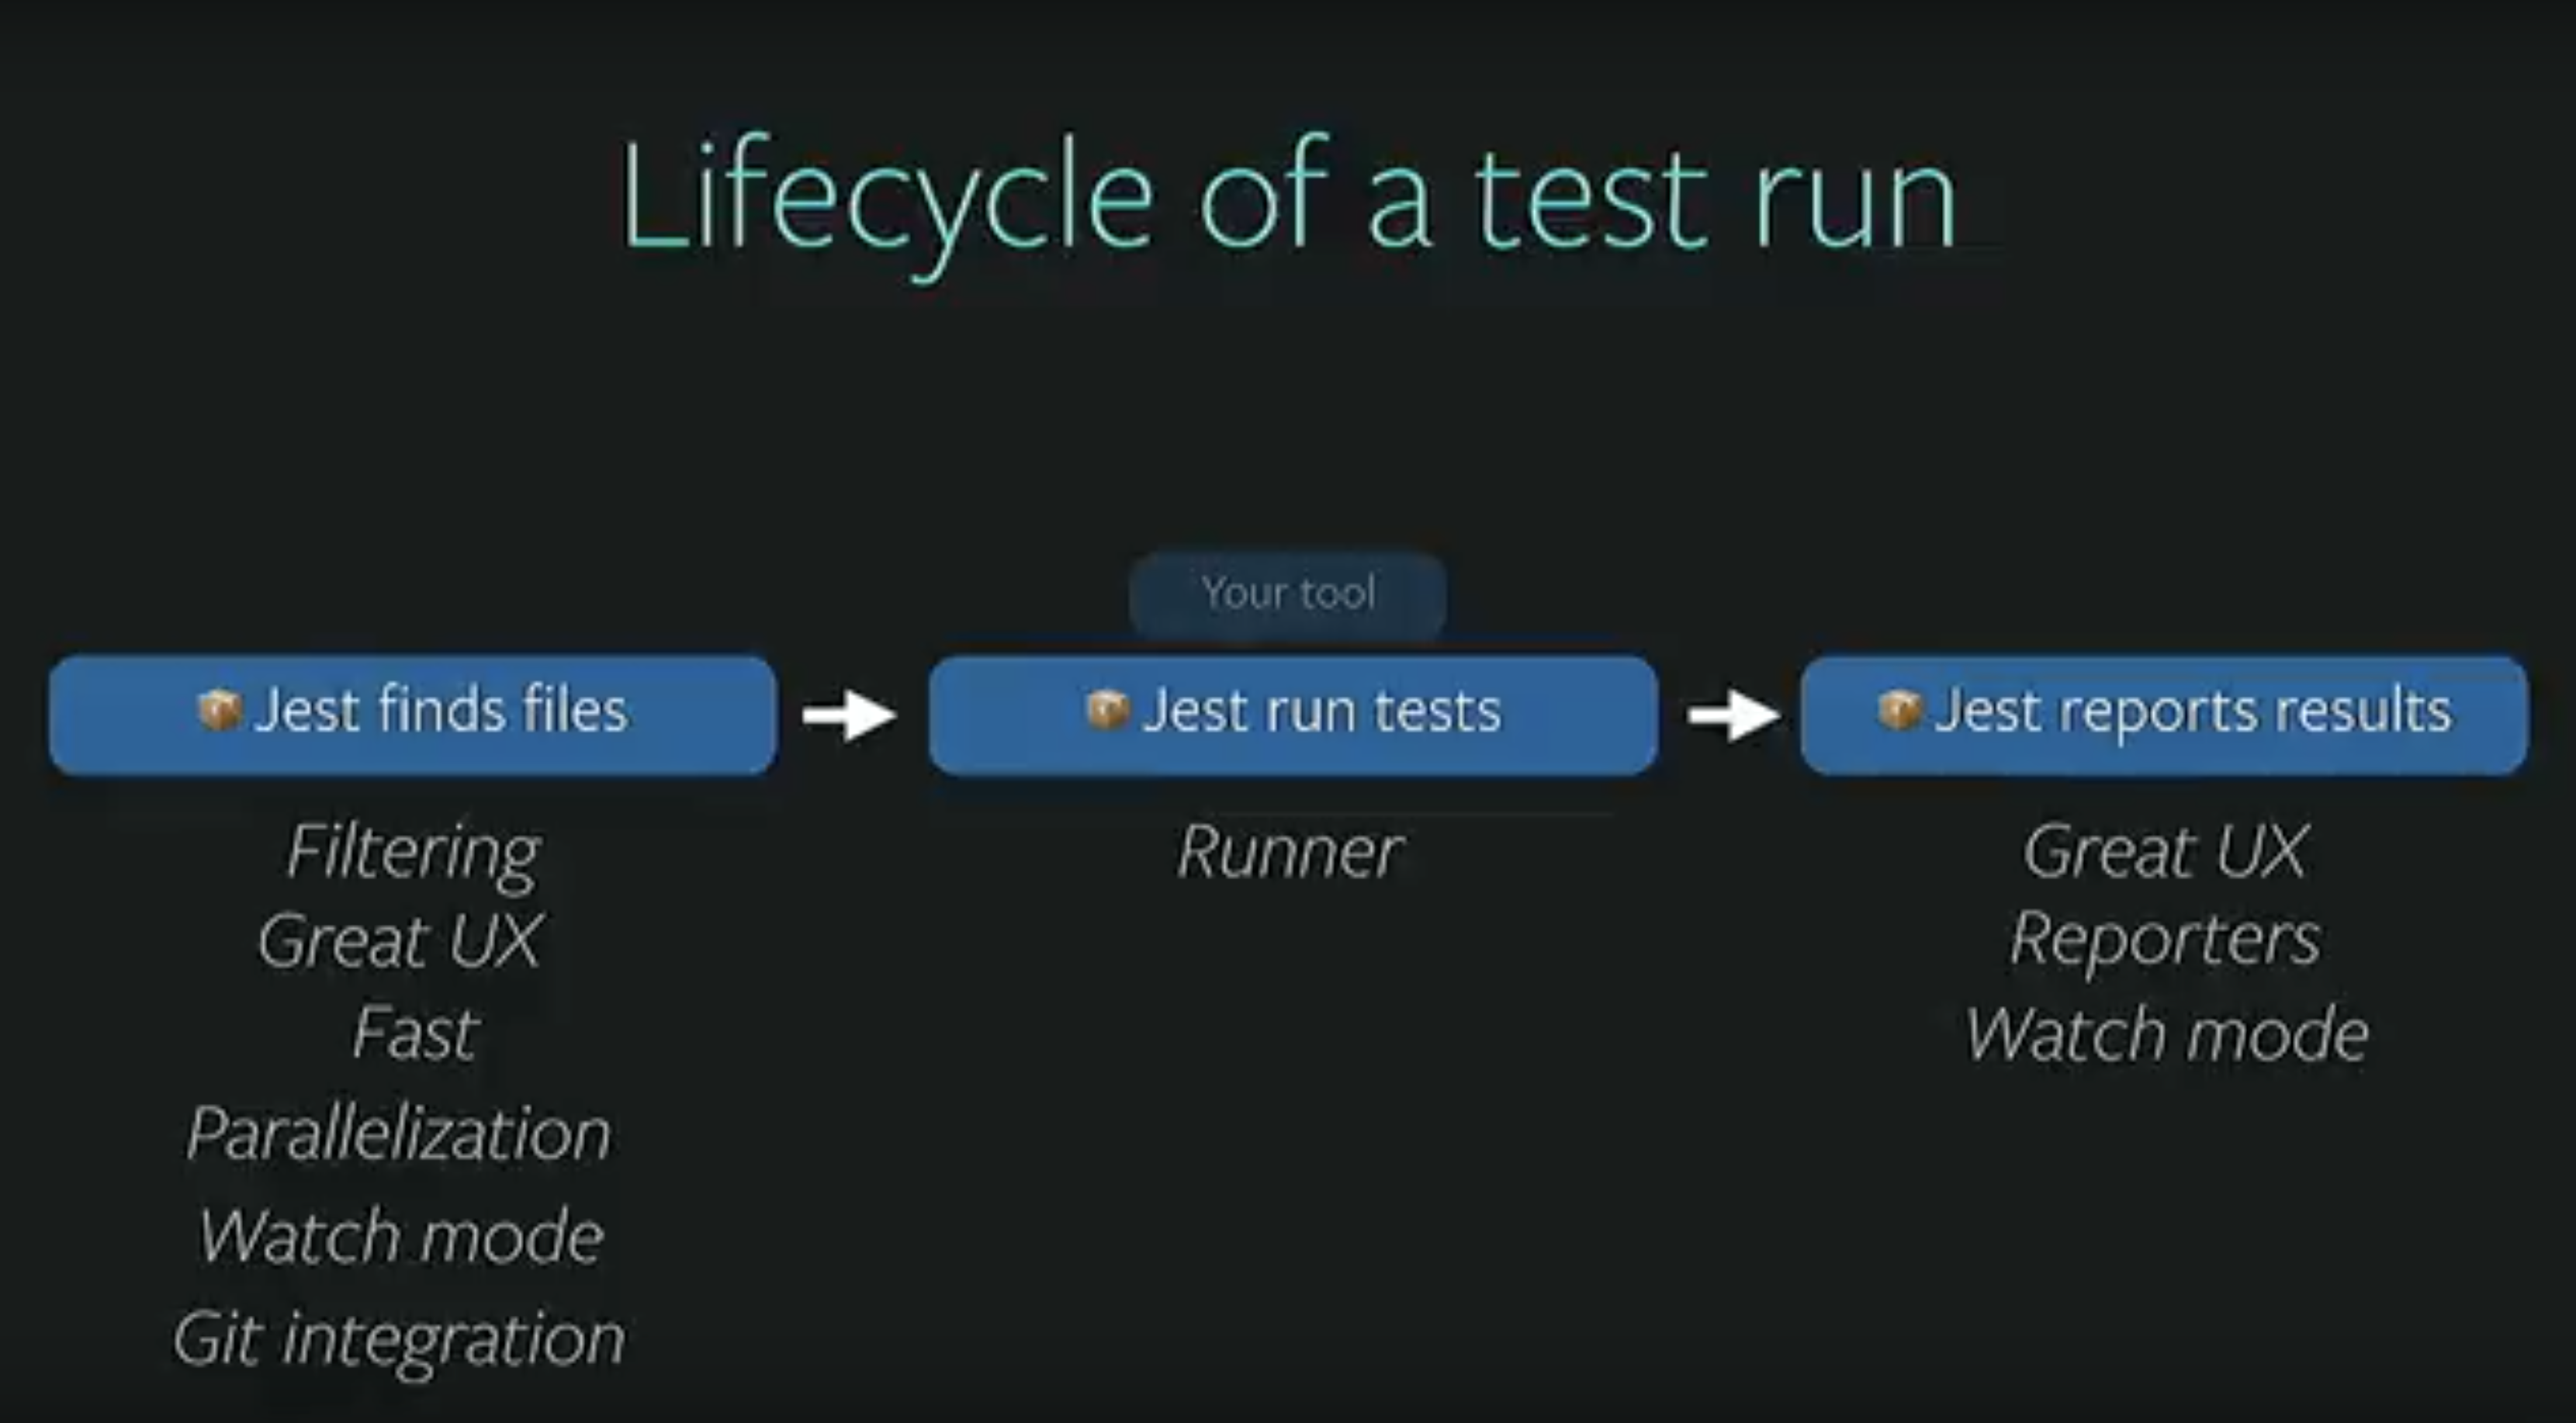 Lifecycle of a test run
Your tool
📦 Jest finds files
📦 Jest run tests
📦 Jest reports results
Filtering
Great UX
Fast
Parallelization
Watch mode
Git integration
Runner
Great UX
Reporters
Watch mode